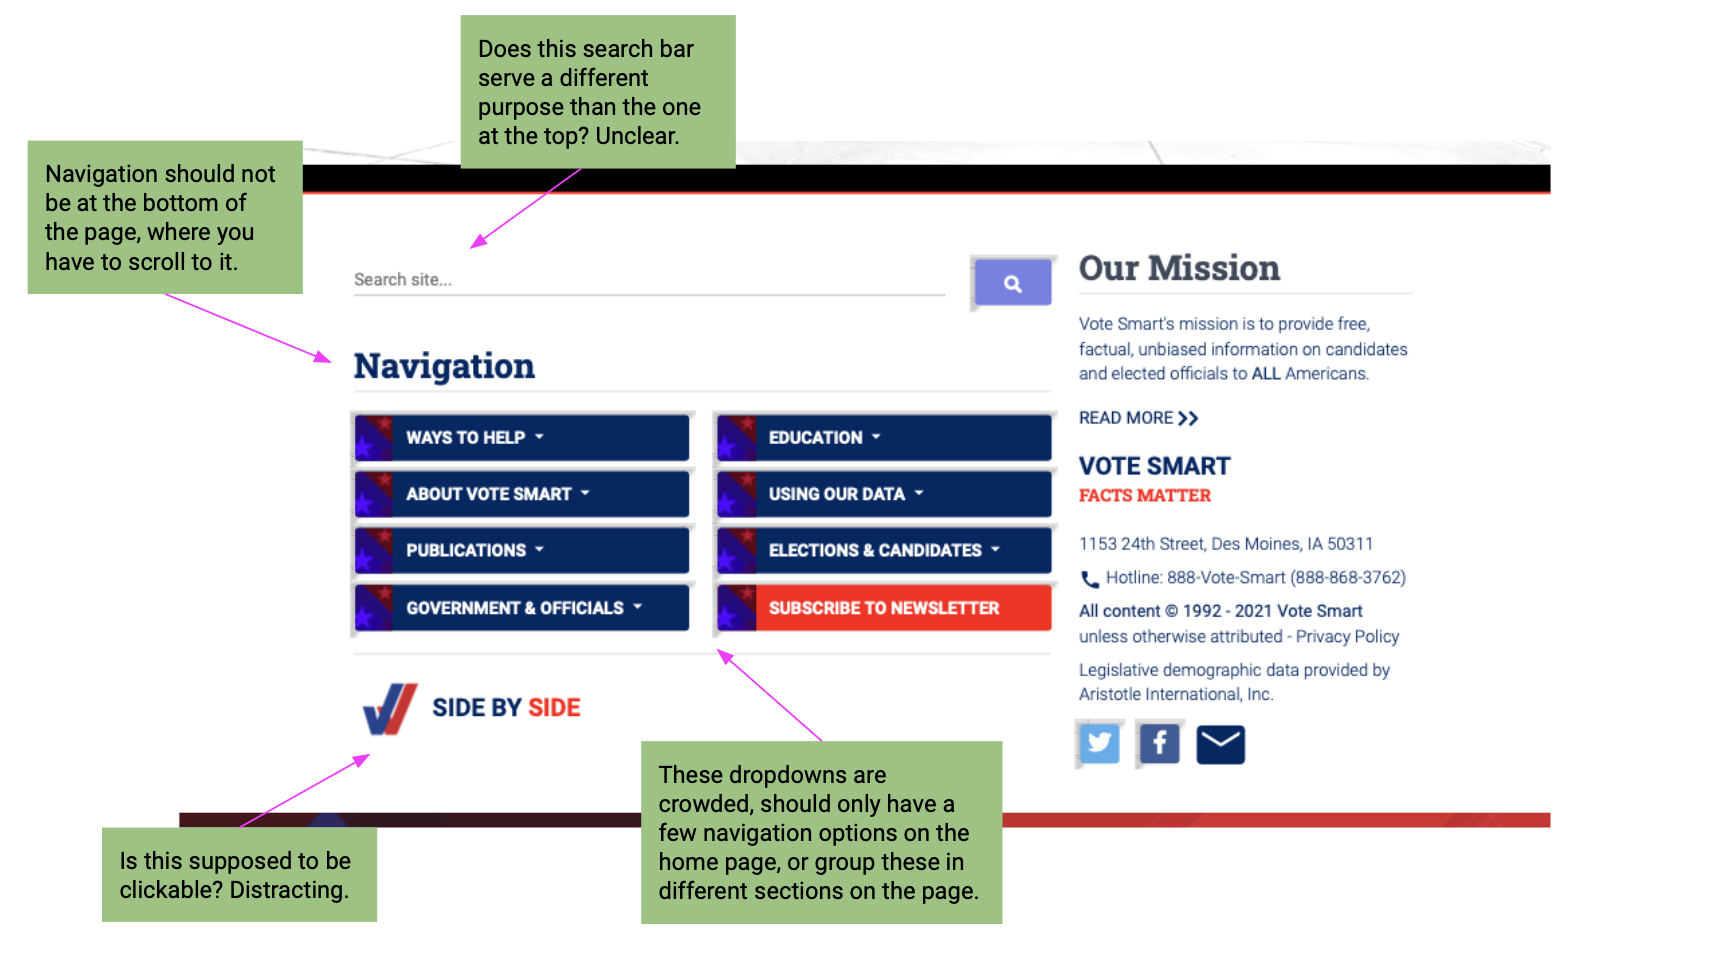 Does this search bar
serve a different
purpose than the one
at the top? Unclear.
Navigation should not
be at the bottom of
the page, where you
have to scroll to it.
Search site...
Navigation
WAYS TO HELP
EDUCATION
ABOUT VOTE SMART
USING OUR DATA
PUBLICATIONS
ELECTIONS & CANDIDATES
GOVERNMENT & OFFICIALS
SUBSCRIBE TO NEWSLETTER
SIDE BY SIDE
Our Mission
Vote Smart's mission is to provide free,
factual, unbiased information on candidates
and elected officials to ALL Americans.
READ MORE
VOTE SMART
FACTS MATTER
1153 24th Street, Des Moines, IA 50311
Hotline: 888-Vote-Smart (888-868-3762)
All content © 1992 - 2021 Vote Smart
unless otherwise attributed - Privacy Policy
Legislative demographic data provided by
Aristotle International, Inc.
These dropdowns are
crowded, should only have a
few navigation options on the
home page, or group these in
different sections on the page.
Is this supposed to be
clickable? Distracting.